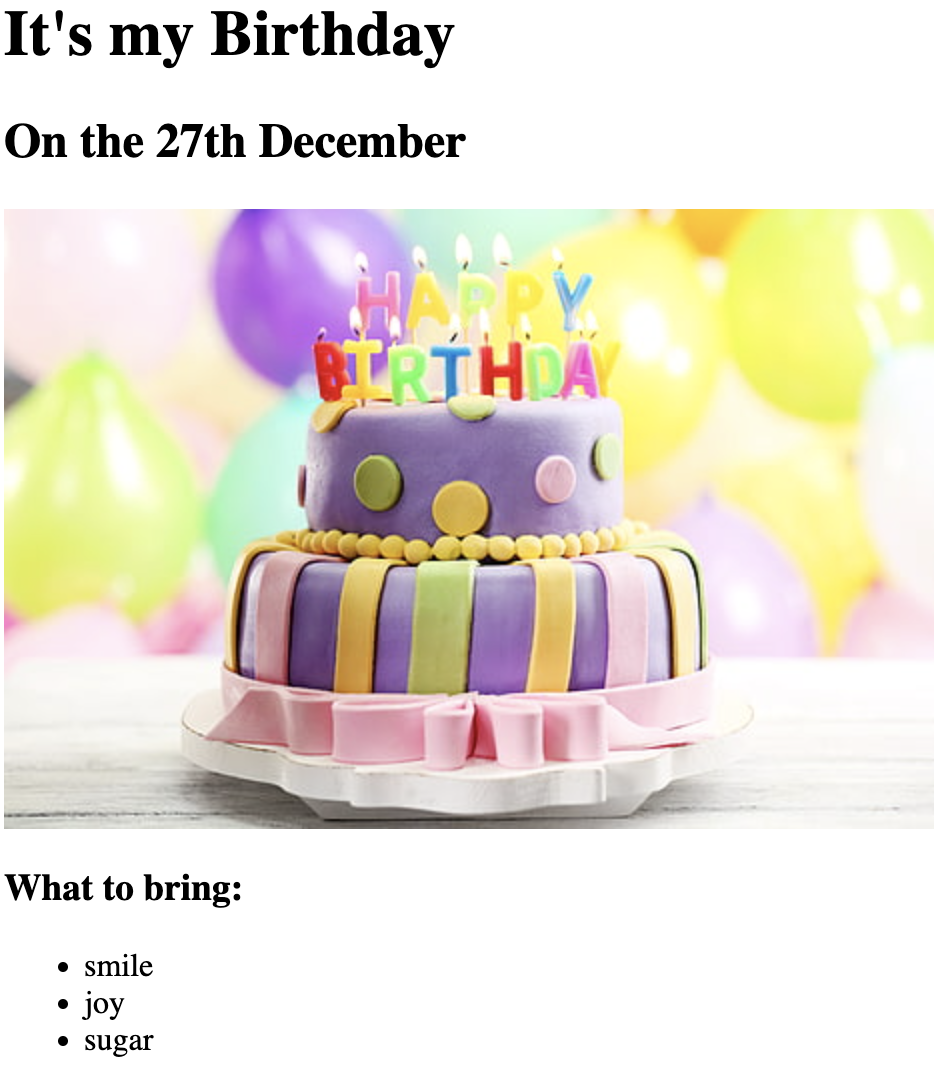 It's my Birthday
On the 27th December
HAPPY
BIRTHDAY
What to bring:
smile
joy
sugar